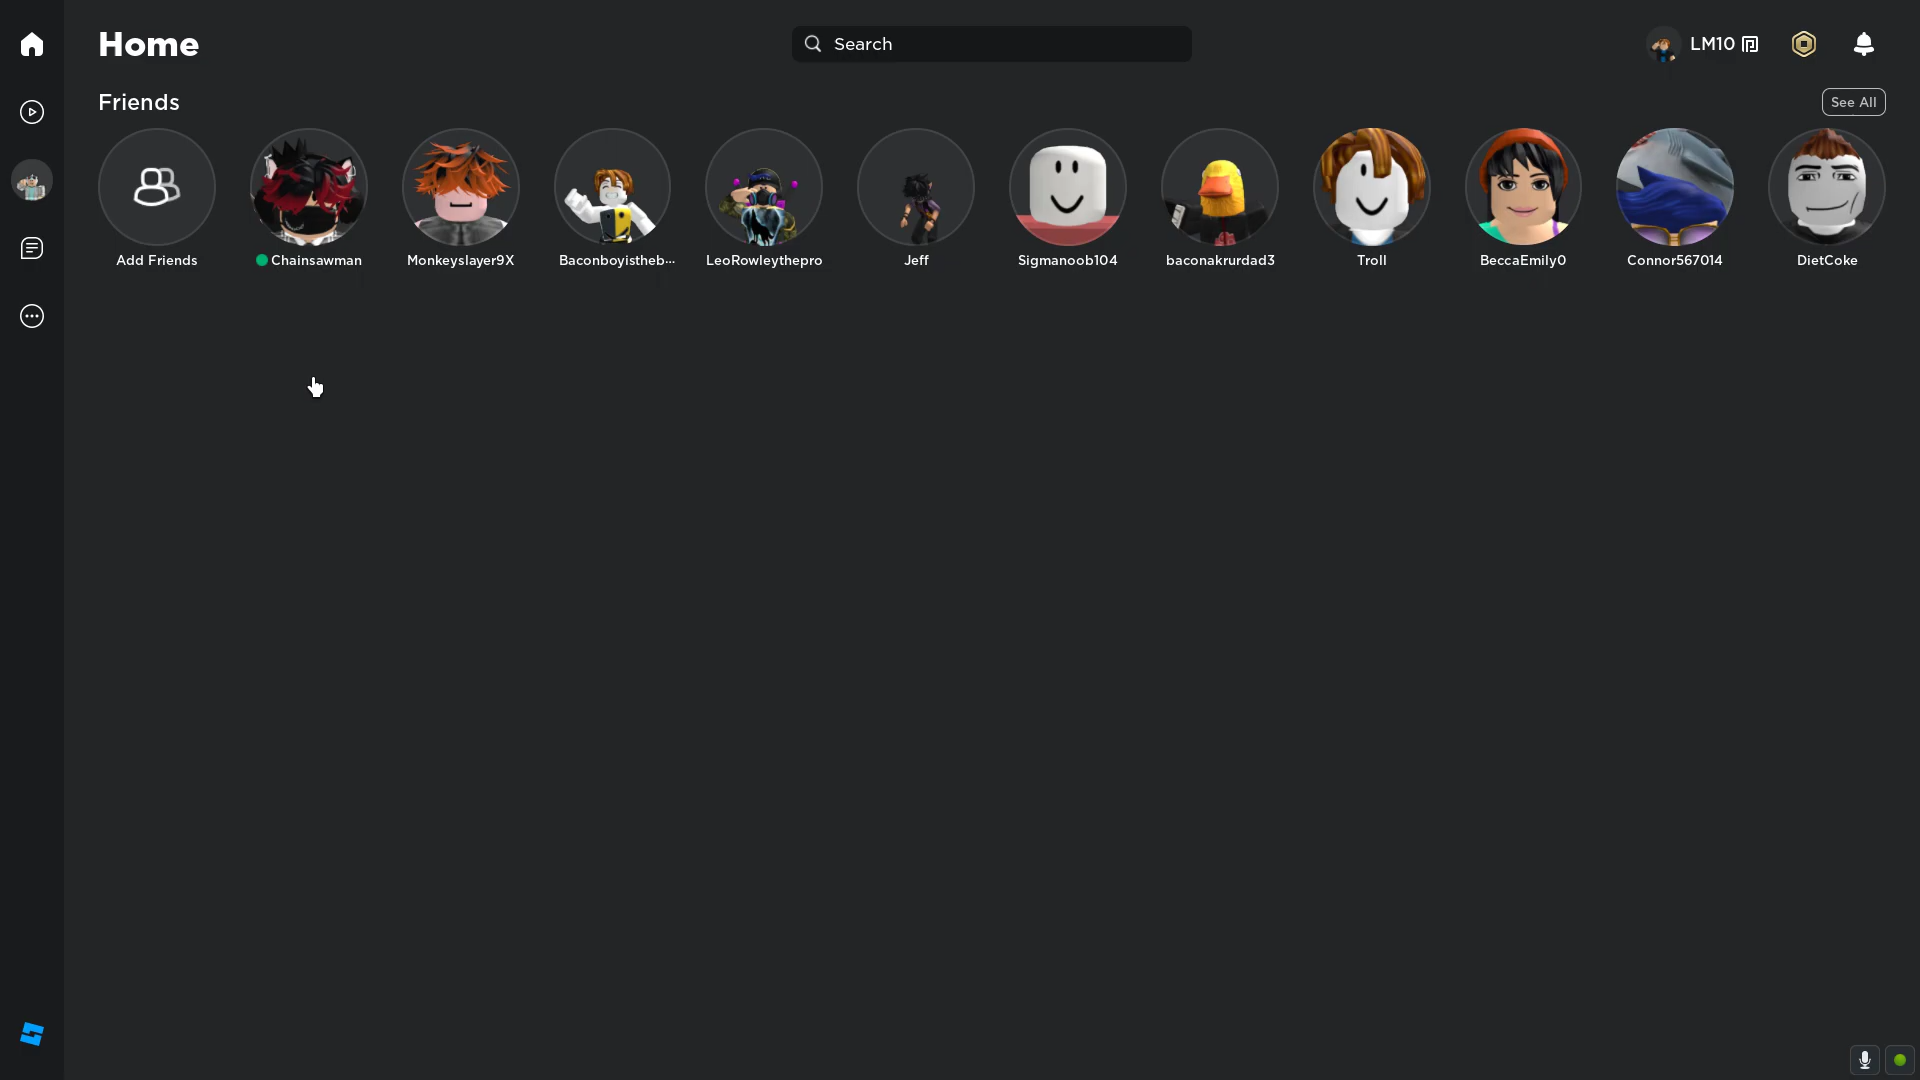 Home
Search
LM10
Friends
See All
Add Friends
Chainsawman
Monkeyslayer9X
Baconboyistheb...
LeoRowleythepro
Jeff
Sigmanoob104
baconakrurdad3
Troll
BeccaEmily0
Connor567014
DietCoke